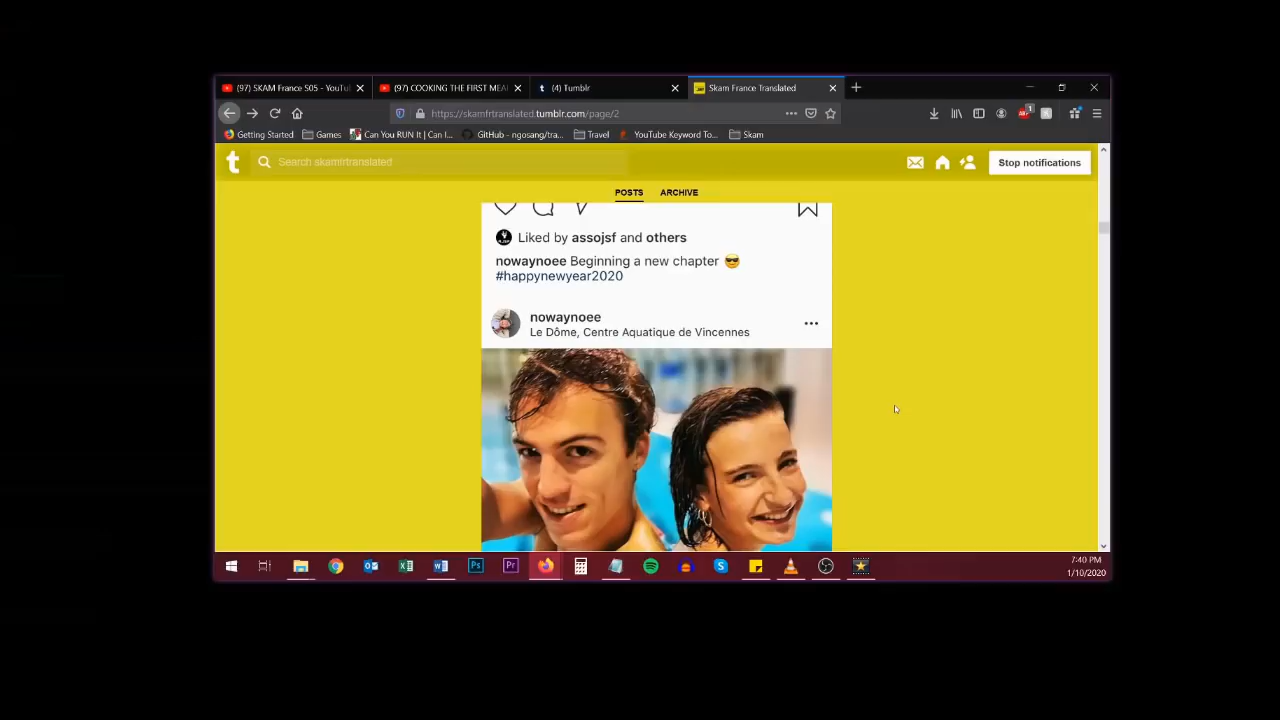 (97) SKAM France S05 - YouTu
(97) COOKING THE FIRST MEA
(4) Tumblr
Skam France Translated
https://skamfrtranslated.tumblr.com/page/2
Getting Started
Games
Can You RUN It | Can I...
GitHub - ngosang/tra...
Travel
YouTube Keyword To...
Skam
Search skamfrtranslated
Stop notifications
POSTS
ARCHIVE
Liked by assojsf and others
nowaynoee Beginning a new chapter 😎
#happynewyear2020
nowaynoee
Le Dôme, Centre Aquatique de Vincennes
7:40 PM
1/10/2020